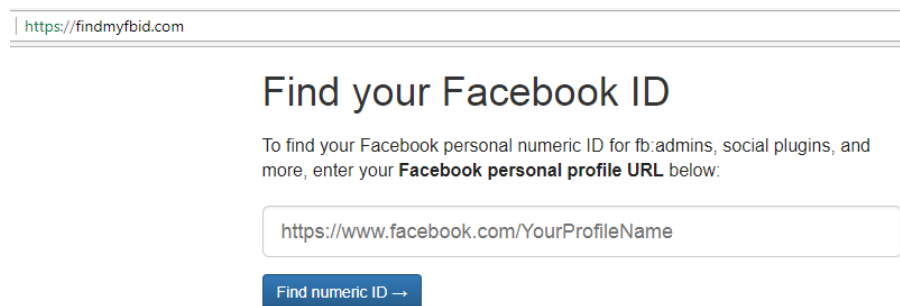 https://findmyfbid.com
Find your Facebook ID
To find your Facebook personal numeric ID for fb:admins, social plugins, and
more, enter your Facebook personal profile URL below:
https://www.facebook.com/YourProfileName
Find numeric ID →